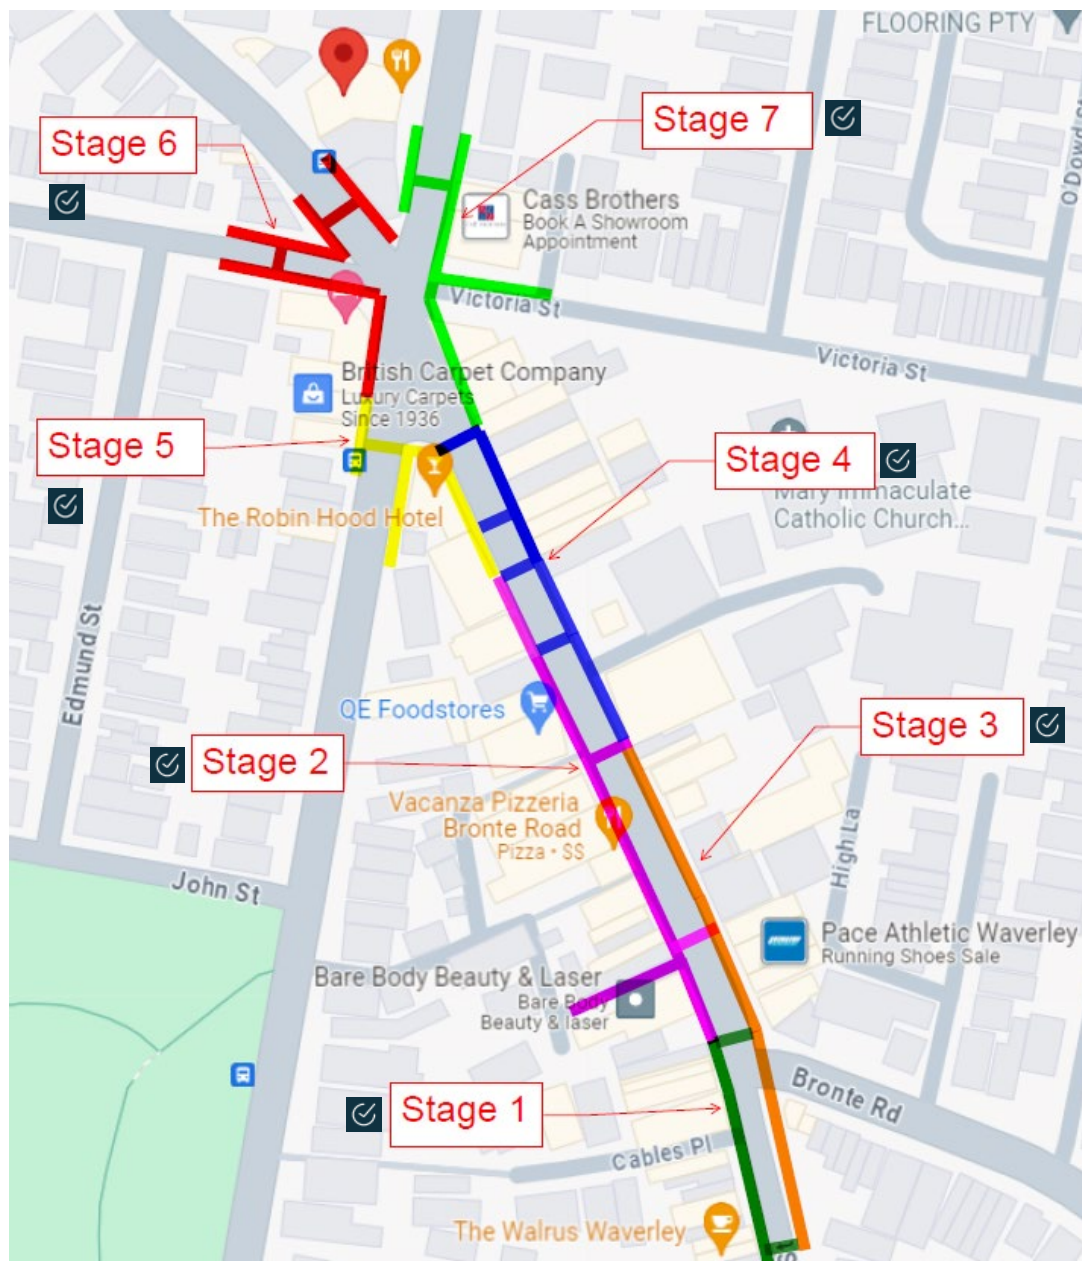 FLOORING PTY
O'Dowd
Stage 7
Stage 6
Cass Brothers
Book A Showroom
Appointment
Victoria St
Victoria St
British Carpet Company
Luxury Carpets
Since 1936
Stage 5
Stage 4
Mary Immaculate
Catholic Church...
The Robin Hood Hotel
Edmund St
QE Foodstores
Stage 3
Stage 2
Vacanza Pizzeria
Bronte Road
Pizza • $$
High La
John St
Pace Athletic Waverley
Running Shoes Sale
Bare Body Beauty & Laser
Bare Body
Beauty & laser
Stage 1
Bronte Rd
Cables Pl
The Walrus Waverley